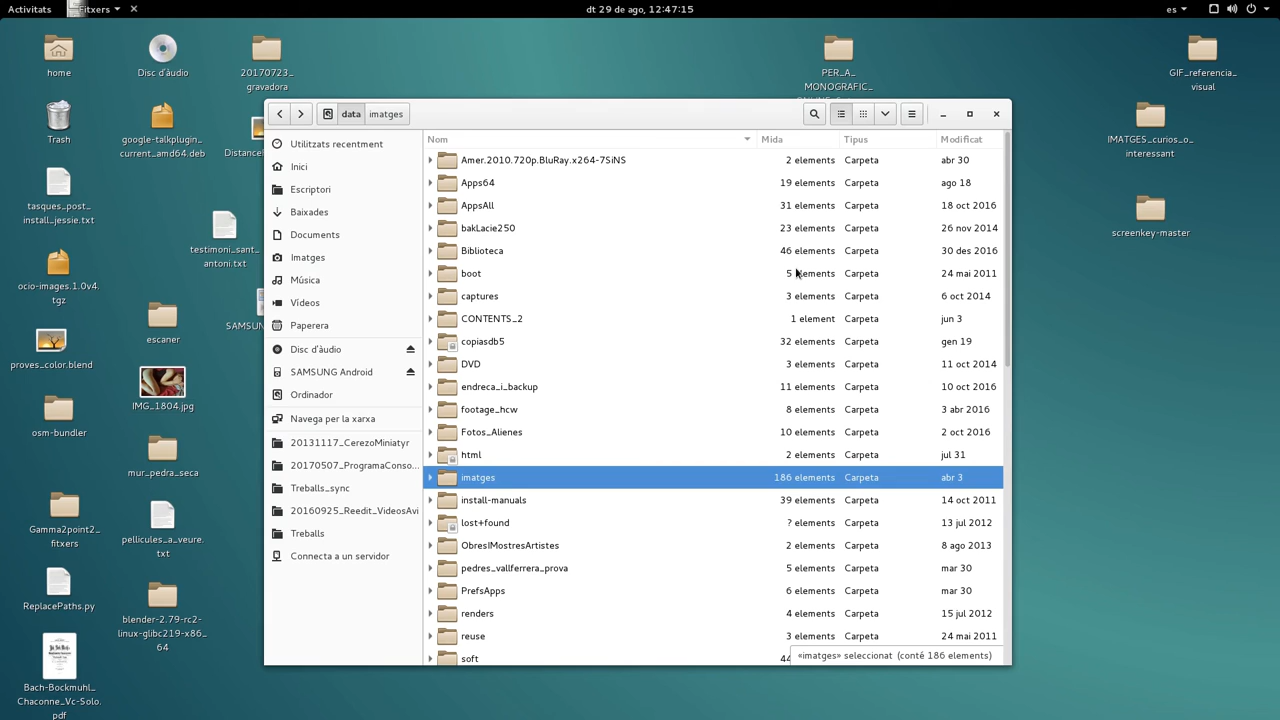 Activitats
Fitxers
dt 29 de ago, 12:47:15
es
home
Disc d'àudio
20170723_
gravadora
PER_A_
MONOGRAFIC_
GIF_referencia_
visual
Trash
google-talkplugin_
current_amd64.deb
IMATGES_curios_o_
interessant
tasques_post_
install_jessie.txt
testimoni_sant_
antoni.txt
screenkey-master
ocio-images.1.0v4.
tgz
escaner
proves_color.blend
IMG_1804.jpg
osm-bundler
mur_pedra_seca
Gamma2point2_
fitxers
pellicules_a_veure.
txt
ReplacePaths.py
blender-2.79-rc2-
linux-glibc219-x86_
64
Bach-Bockmuhl_
Chaconne_Vc-Solo.
pdf
data imatges
Utilitzats recentment
Inici
Escriptori
Baixades
Documents
Imatges
Música
Vídeos
Paperera
Disc d'àudio
SAMSUNG Android
Ordinador
Navega per la xarxa
20131117_CerezoMiniatyr
20170507_ProgramaConso...
Treballs_sync
20160925_Reedit_VideosAvi
Treballs
Connecta a un servidor
Nom Mida Tipus Modificat
Amer.2010.720p.BluRay.x264-7SiNS 2 elements Carpeta abr 30
Apps64 19 elements Carpeta ago 18
AppsAll 31 elements Carpeta 18 oct 2016
bakLacie250 23 elements Carpeta 26 nov 2014
Biblioteca 46 elements Carpeta 30 des 2016
boot 5 elements Carpeta 24 mai 2011
captures 3 elements Carpeta 6 oct 2014
CONTENTS_2 1 element Carpeta jun 3
copiasdb5 32 elements Carpeta gen 19
DVD 3 elements Carpeta 11 oct 2014
endreca_i_backup 11 elements Carpeta 10 oct 2016
footage_hcw 8 elements Carpeta 3 abr 2016
Fotos_Alienes 10 elements Carpeta 2 oct 2016
html 2 elements Carpeta jul 31
imatges 186 elements Carpeta abr 3
install-manuals 39 elements Carpeta 14 oct 2011
lost+found ? elements Carpeta 13 jul 2012
ObresIMostresArtistes 2 elements Carpeta 8 ago 2013
pedres_vallferrera_prova 5 elements Carpeta mar 30
PrefsApps 6 elements Carpeta mar 30
renders 4 elements Carpeta 15 jul 2012
reuse 3 elements Carpeta 24 mai 2011
soft 44
«imatges» seleccionat (conté 186 elements)